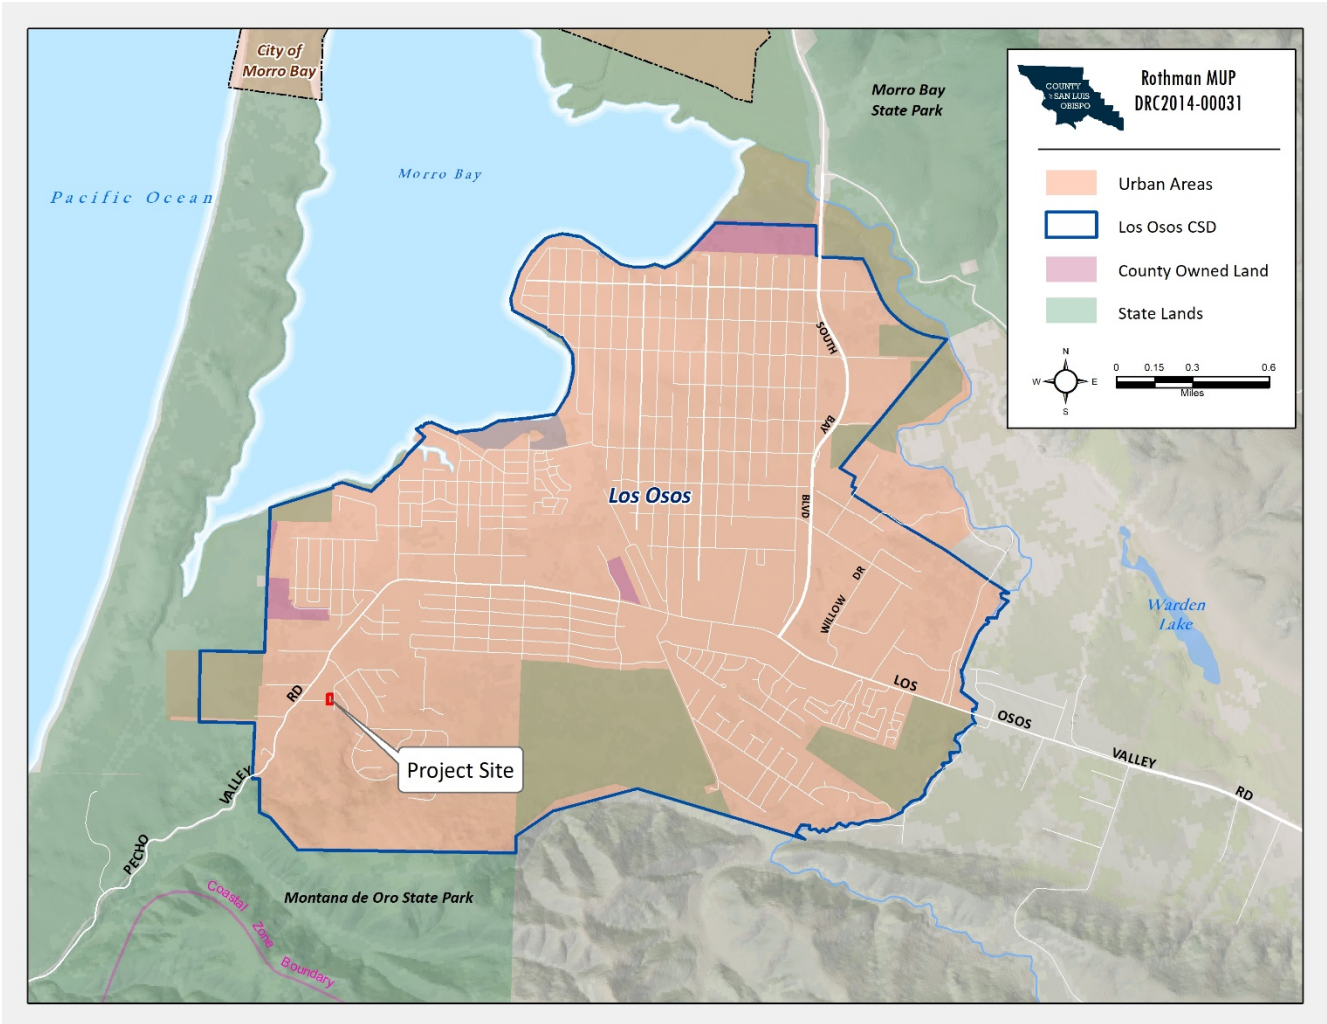 City of
Morro Bay
Morro Bay
State Park
Pacific Ocean
Morro Bay
COUNTY
SAN LUIS
OBISPO
Rothman MUP
DRC2014-00031
Urban Areas
Los Osos CSD
County Owned Land
State Lands
N
W E
S
0 0.15 0.3 0.6
Miles
SOUTH
BAY
BLVD
Los Osos
WILLOW DR
Warden
Lake
LOS
OSOS
VALLEY
RD
RD
VALLEY
PECHO
Project Site
Montana de Oro State Park
Coastal Zone Boundary